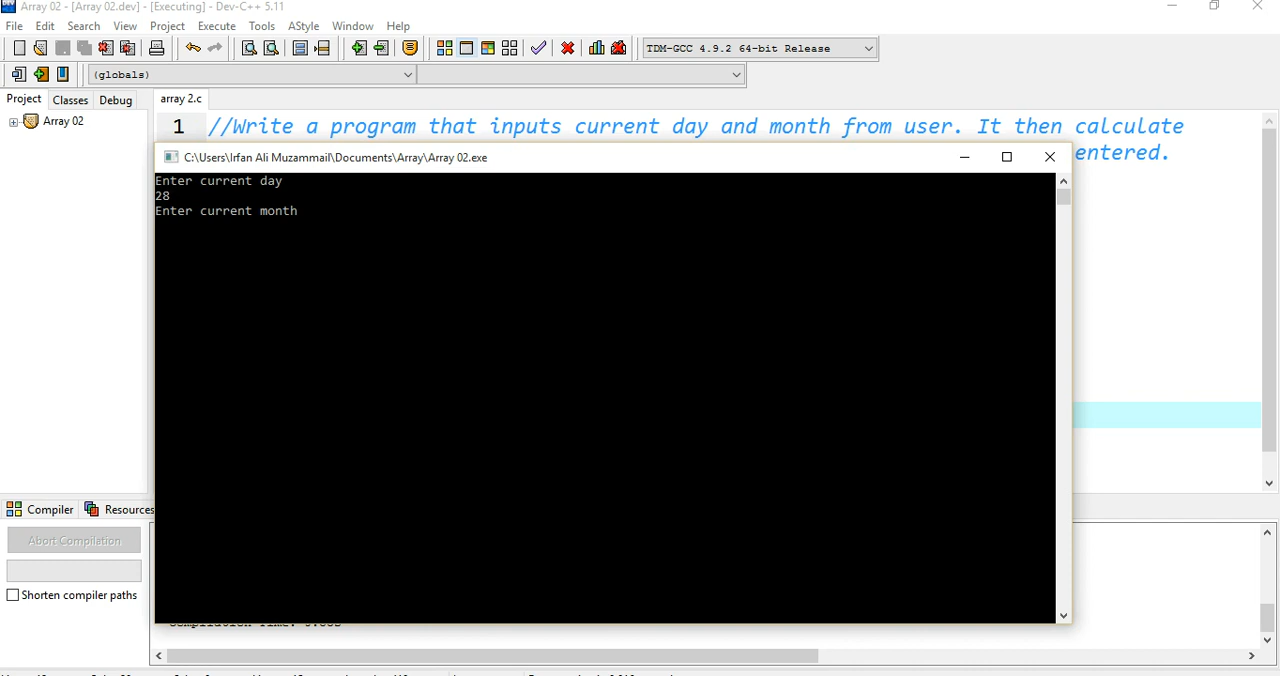 Array 02 - [Array 02.dev] - [Executing] - Dev-C++ 5.11
File Edit Search View Project Execute Tools AStyle Window Help
TDM-GCC 4.9.2 64-bit Release
(globals)
Project Classes Debug
array 2.c
Array 02
1 //Write a program that inputs current day and month from user. It then calculate
entered.
C:\Users\Irfan Ali Muzammail\Documents\Array\Array 02.exe
Enter current day
28
Enter current month
Compiler Resources
Abort Compilation
Shorten compiler paths